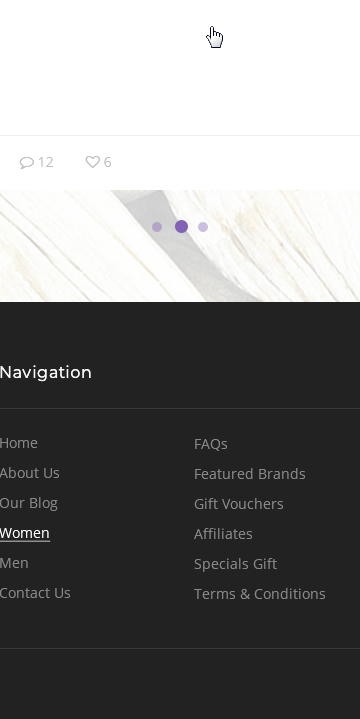 12 6
Navigation
Home
About Us
Our Blog
Women
Men
Contact Us
FAQs
Featured Brands
Gift Vouchers
Affiliates
Specials Gift
Terms & Conditions